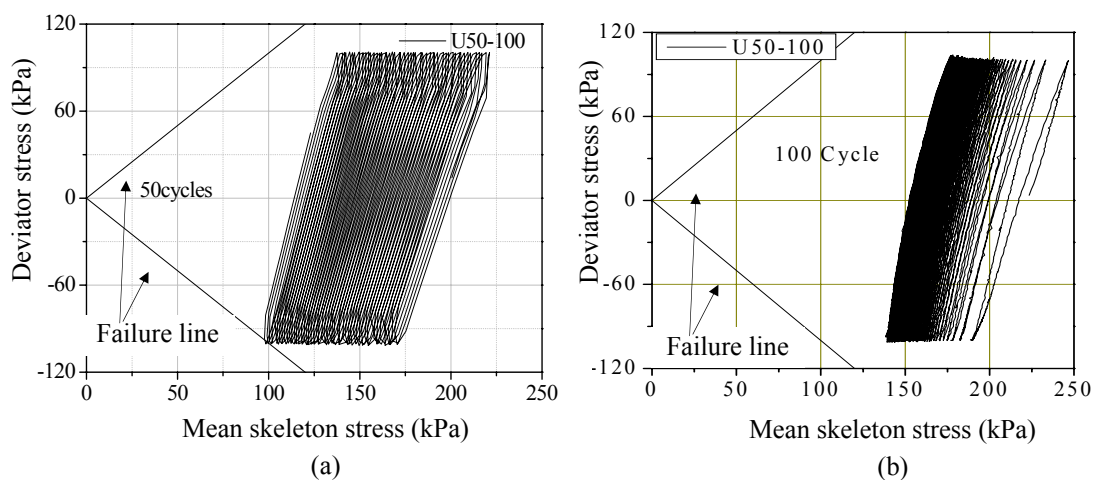 120
60
0
-60
-120
Deviator stress (kPa)
U50-100
50cycles
Failure line
0 50 100 150 200 250
Mean skeleton stress (kPa)
(a)
120
60
0
-60
-120
Deviator stress (kPa)
U50-100
100 Cycle
Failure line
0 50 100 150 200 250
Mean skeleton stress (kPa)
(b)